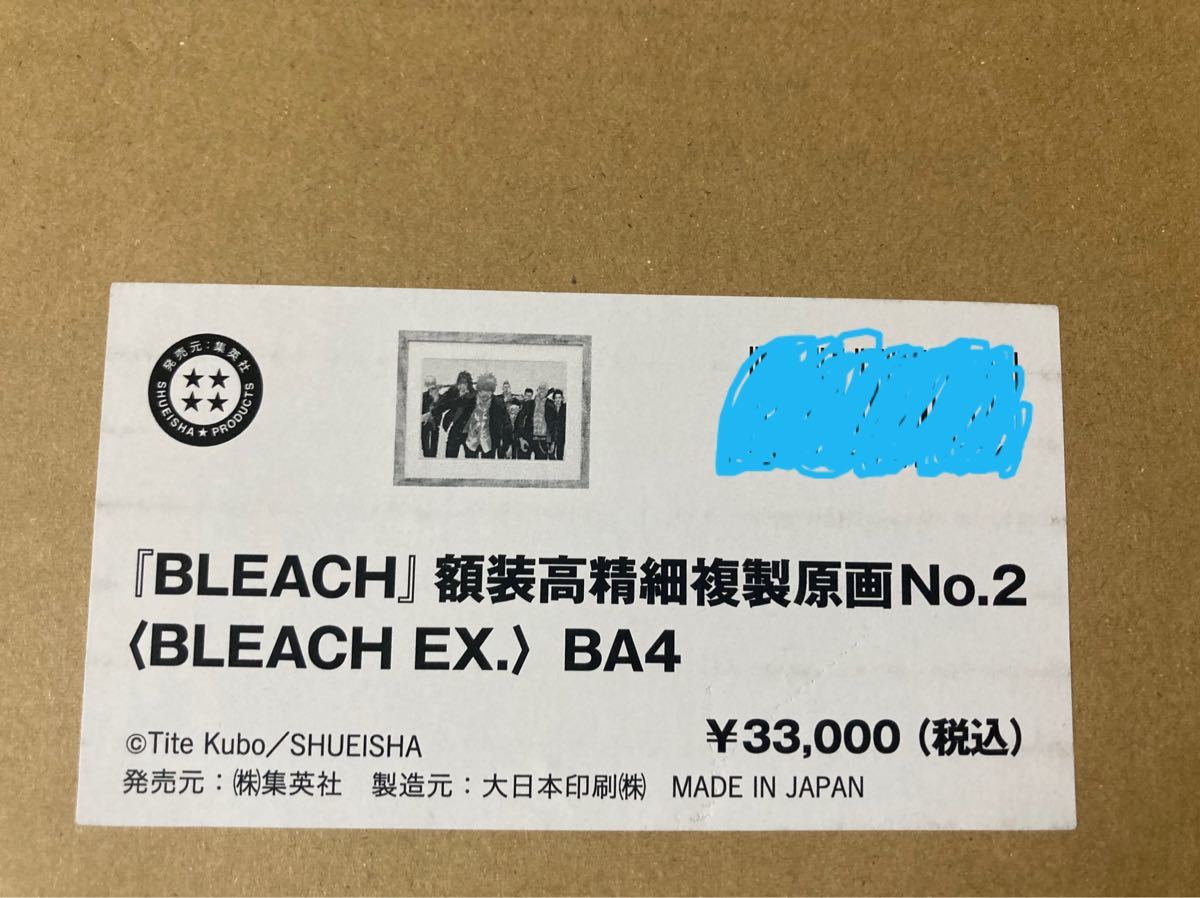 発売元：集英社
SHUEISHA★PRODUCTS
『BLEACH』額装高精細複製原画No.2
〈BLEACH EX.〉 BA4
¥33,000（税込）
©Tite Kubo／SHUEISHA
発売元：㈱集英社　製造元：大日本印刷㈱　MADE IN JAPAN